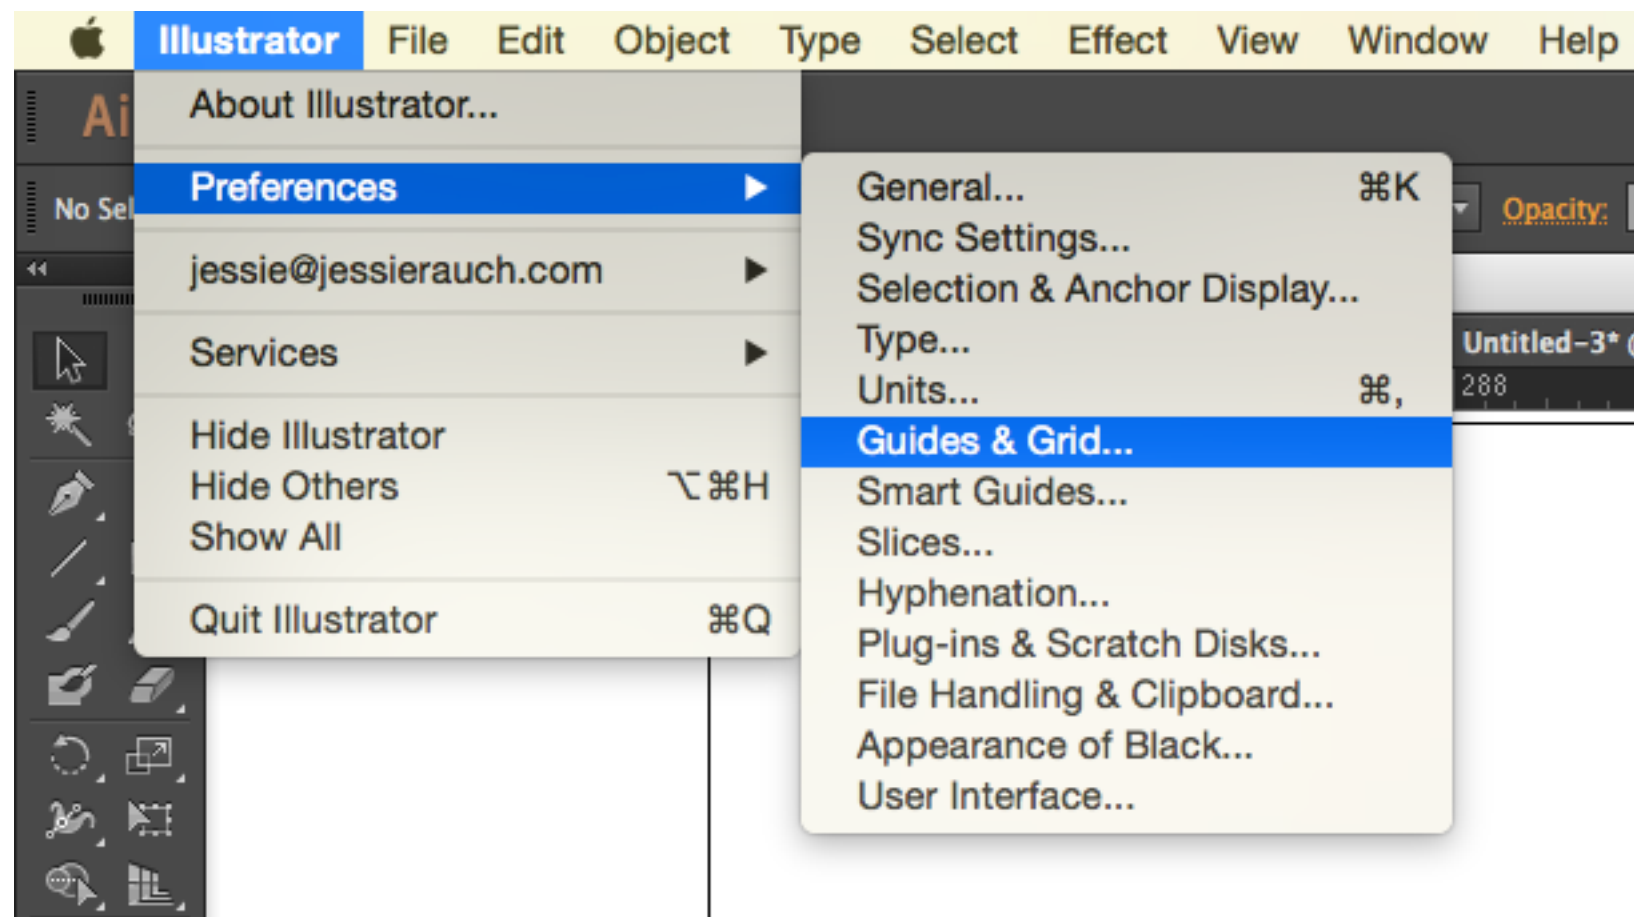 Illustrator File Edit Object Type Select Effect View Window Help
Ai
About Illustrator...
Preferences
jessie@jessierauch.com
Services
Hide Illustrator
Hide Others ⌥⌘H
Show All
Quit Illustrator ⌘Q
General... ⌘K
Sync Settings...
Selection & Anchor Display...
Type...
Units... ⌘,
Guides & Grid...
Smart Guides...
Slices...
Hyphenation...
Plug-ins & Scratch Disks...
File Handling & Clipboard...
Appearance of Black...
User Interface...
No Sel
Opacity:
Untitled-3* (
288